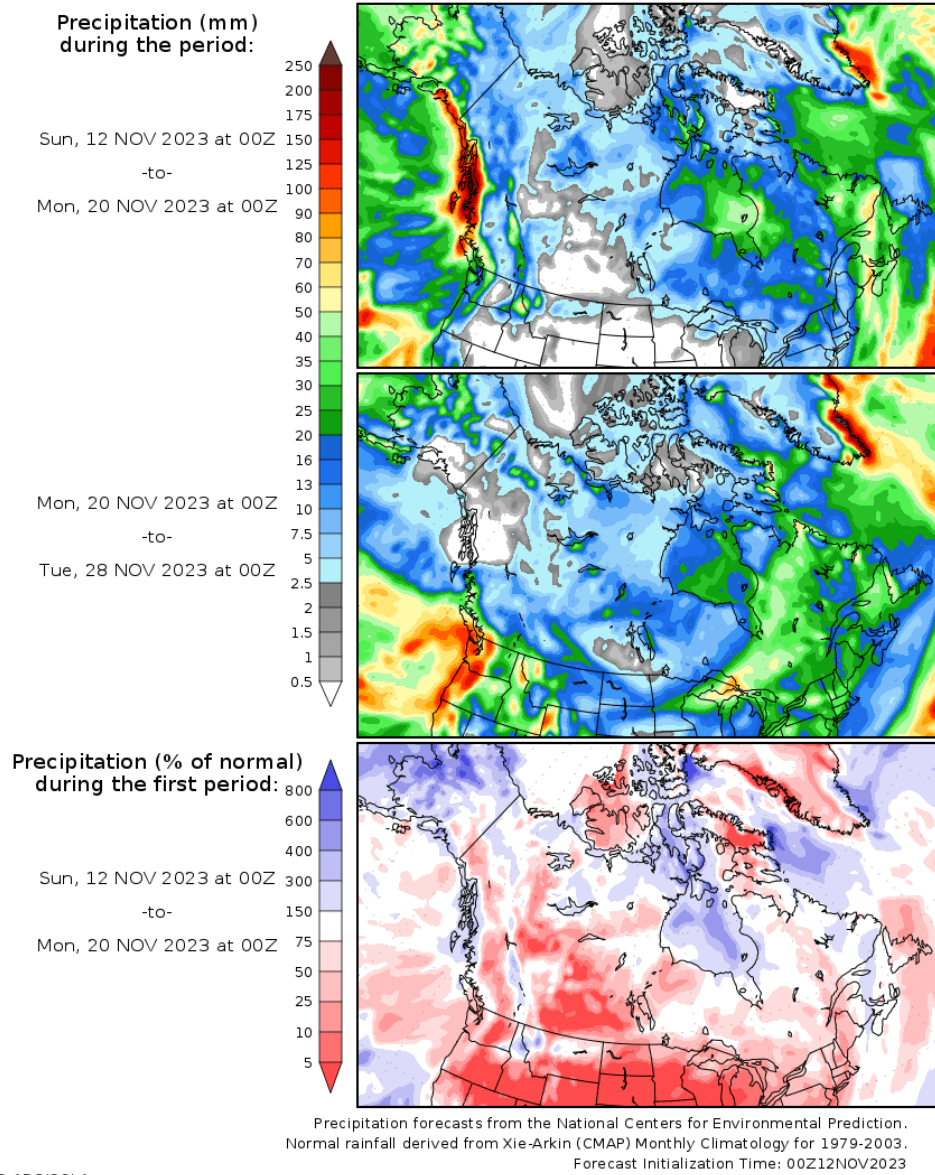 Precipitation (mm)
during the period:
250
200
175
150
125
100
90
80
70
60
50
40
35
30
25
20
16
13
10
7.5
5
2.5
2
1.5
1
0.5
Sun, 12 NOV 2023 at 00Z
-to-
Mon, 20 NOV 2023 at 00Z
Mon, 20 NOV 2023 at 00Z
-to-
Tue, 28 NOV 2023 at 00Z
Precipitation (% of normal)
during the first period:
800
600
400
300
150
75
50
25
10
5
Sun, 12 NOV 2023 at 00Z
-to-
Mon, 20 NOV 2023 at 00Z
Precipitation forecasts from the National Centers for Environmental Prediction.
Normal rainfall derived from Xie-Arkin (CMAP) Monthly Climatology for 1979-2003.
Forecast Initialization Time: 00Z12NOV2023